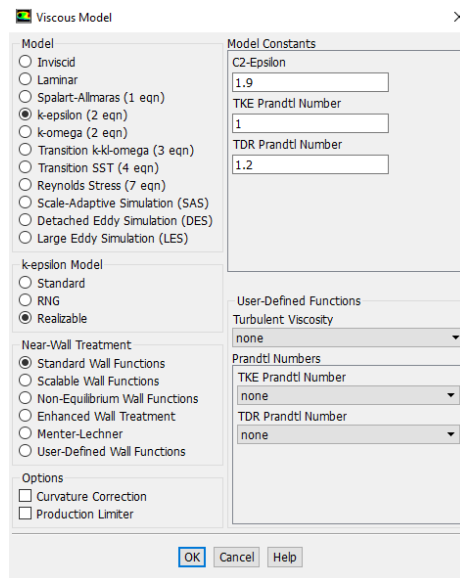 Viscous Model
Model
Inviscid
Laminar
Spalart-Allmaras (1 eqn)
k-epsilon (2 eqn)
k-omega (2 eqn)
Transition k-kl-omega (3 eqn)
Transition SST (4 eqn)
Reynolds Stress (7 eqn)
Scale-Adaptive Simulation (SAS)
Detached Eddy Simulation (DES)
Large Eddy Simulation (LES)
k-epsilon Model
Standard
RNG
Realizable
Near-Wall Treatment
Standard Wall Functions
Scalable Wall Functions
Non-Equilibrium Wall Functions
Enhanced Wall Treatment
Menter-Lechner
User-Defined Wall Functions
Options
Curvature Correction
Production Limiter
Model Constants
C2-Epsilon
1.9
TKE Prandtl Number
1
TDR Prandtl Number
1.2
User-Defined Functions
Turbulent Viscosity
none
Prandtl Numbers
TKE Prandtl Number
none
TDR Prandtl Number
none
OK Cancel Help